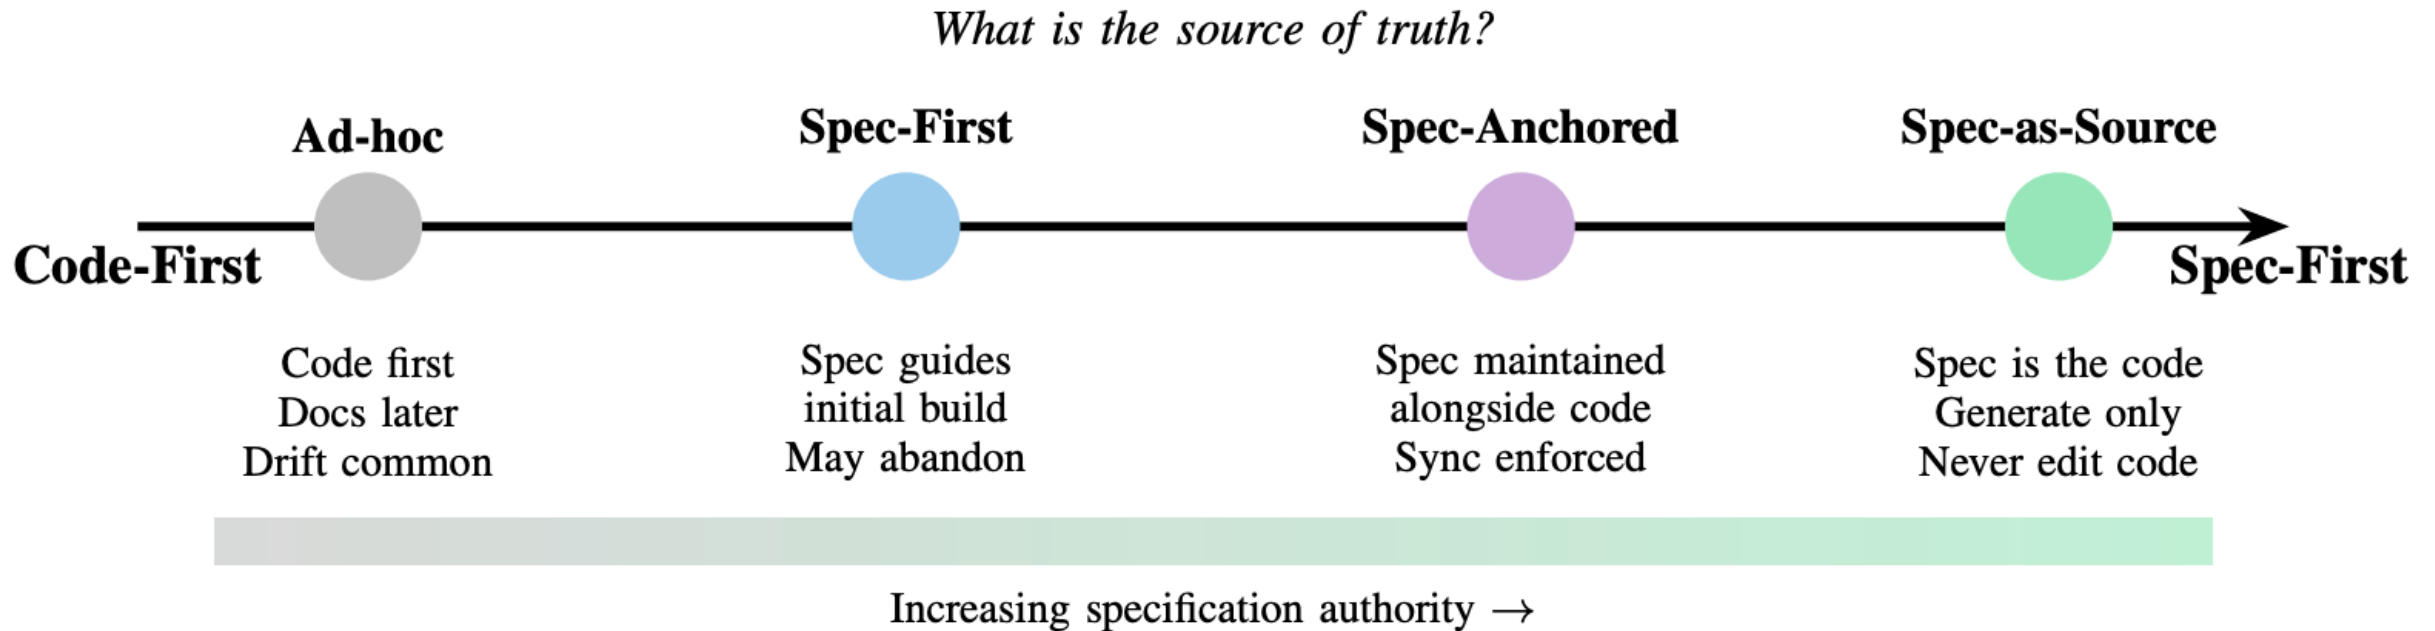 What is the source of truth?
Ad-hoc
Spec-First
Spec-Anchored
Spec-as-Source
Code-First
Spec-First
Code first
Docs later
Drift common
Spec guides
initial build
May abandon
Spec maintained
alongside code
Sync enforced
Spec is the code
Generate only
Never edit code
Increasing specification authority →